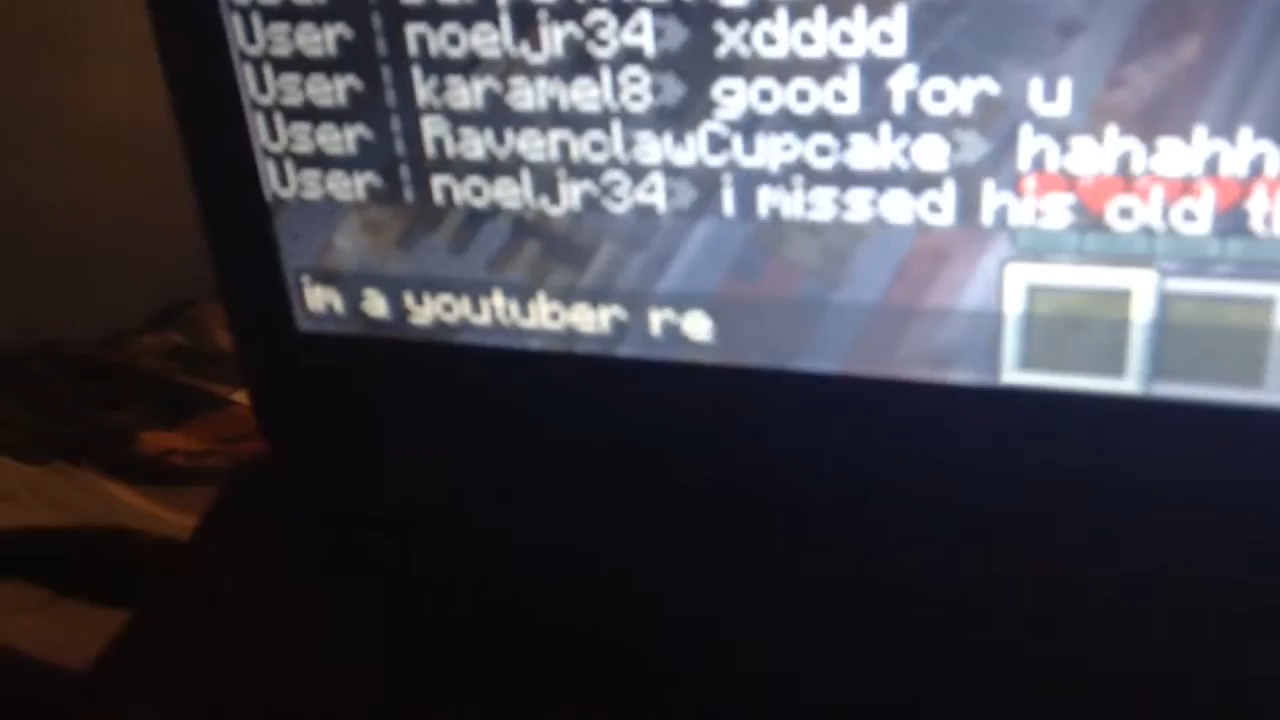 User | noeljr34» xdddd
User | karamel8» good for u
User | RavenclawCupcake» hahahh
User | noeljr34» i missed his old
in a youtuber re